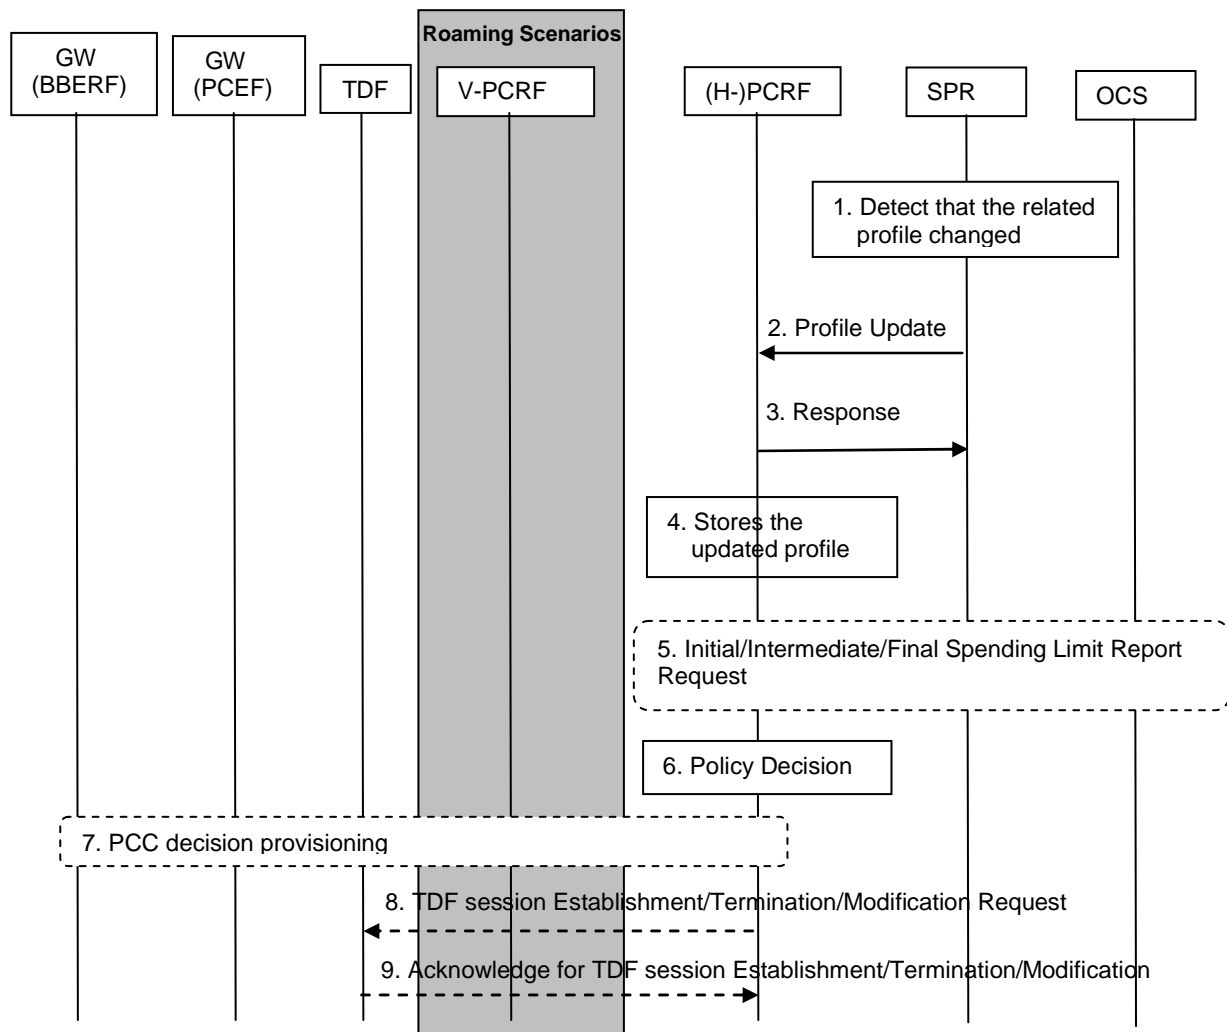 Roaming Scenarios
GW
(BBERF)
GW
(PCEF)
TDF
V-PCRF
(H-)PCRF
SPR
OCS
1. Detect that the related
profile changed
2. Profile Update
3. Response
4. Stores the
updated profile
5. Initial/Intermediate/Final Spending Limit Report
Request
6. Policy Decision
7. PCC decision provisioning
8. TDF session Establishment/Termination/Modification Request
9. Acknowledge for TDF session Establishment/Termination/Modification